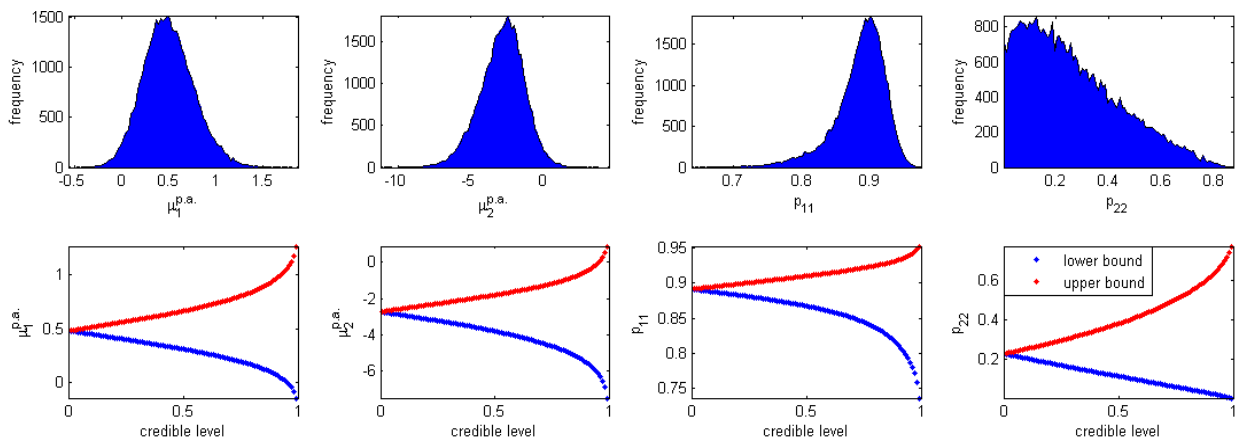 1500
1000
500
0
frequency
-0.5 0 0.5 1 1.5
μ₁ᵖ·ᵃ·
1500
1000
500
0
frequency
-10 -5 0
μ₂ᵖ·ᵃ·
1500
1000
500
0
frequency
0.7 0.8 0.9
p₁₁
800
600
400
200
0
frequency
0.2 0.4 0.6 0.8
p₂₂
1
0.5
0
μ₁ᵖ·ᵃ·
0 0.5 1
credible level
0
-2
-4
-6
μ₂ᵖ·ᵃ·
0 0.5 1
credible level
0.95
0.9
0.85
0.8
0.75
p₁₁
0 0.5 1
credible level
0.6
0.4
0.2
p₂₂
lower bound
upper bound
0 0.5 1
credible level